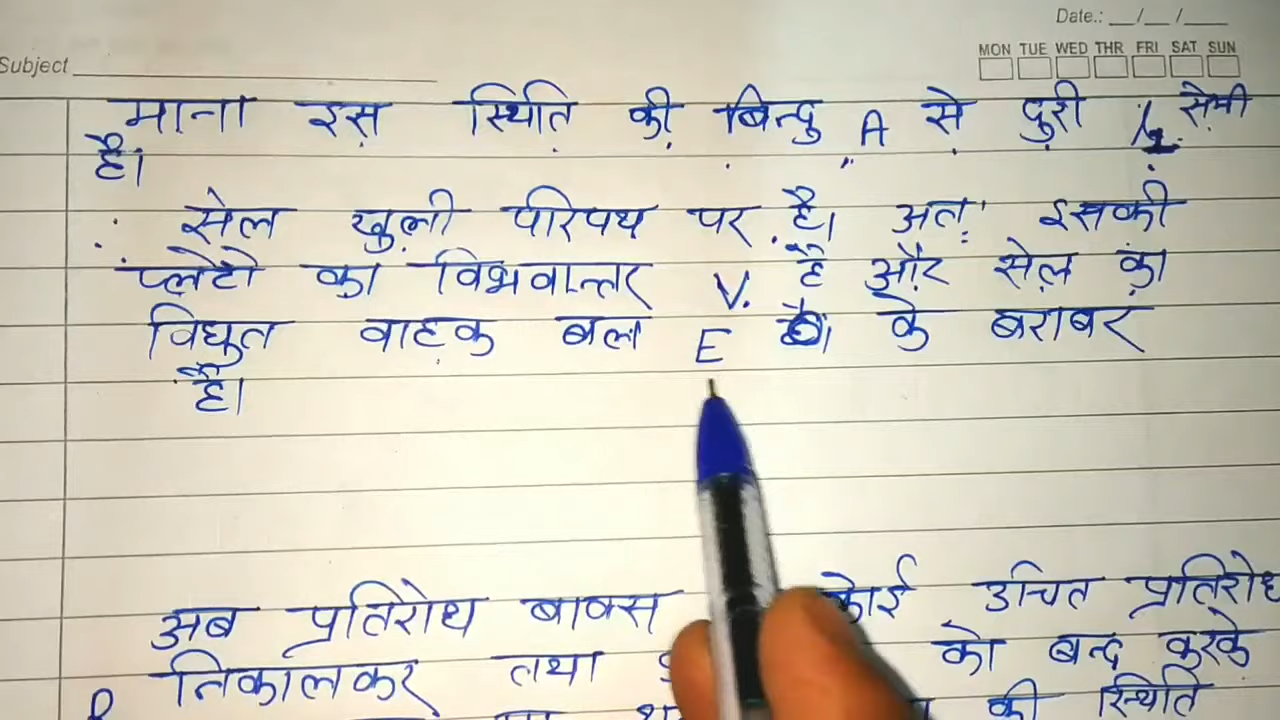 Date.: __/__/___
MON TUE WED THR FRI SAT SUN
Subject
माना इस स्थिति की बिन्दु A से दुरी l₁ सेमी
है।
∴ सेल खुली परिपथ पर है। अतः इसकी
प्लेटो का विभवान्तर V. है और सेल का
विद्युत वाहक बल E के बराबर
है।
अब प्रतिरोध बाक्स कोई उचित प्रतिरोध
R निकालकर तथा को बन्द करके
की स्थिति